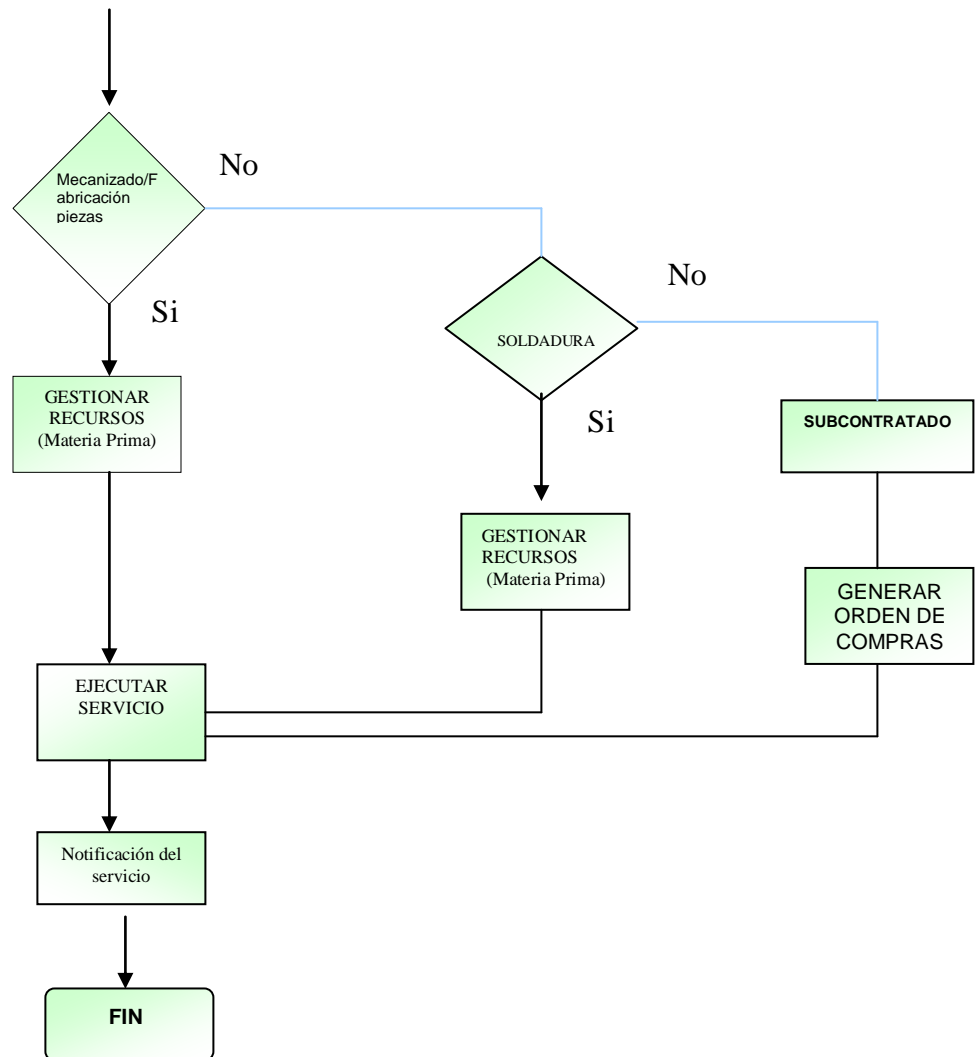 No
Mecanizado/F
abricación
piezas
No
Si
SOLDADURA
GESTIONAR
RECURSOS
(Materia Prima)
Si
SUBCONTRATADO
GESTIONAR
RECURSOS
(Materia Prima)
GENERAR
ORDEN DE
COMPRAS
EJECUTAR
SERVICIO
Notificación del
servicio
FIN